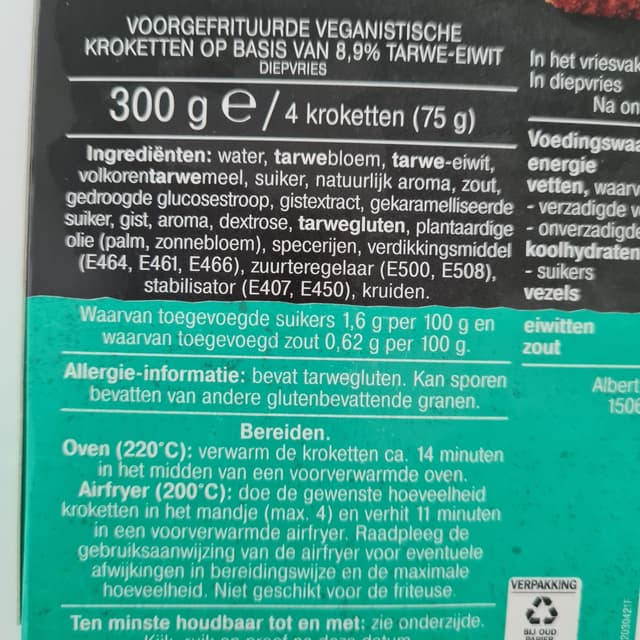 VOORGEFRITUURDE VEGANISTISCHE
KROKETTEN OP BASIS VAN 8,9% TARWE-EIWIT
DIEPVRIES
300 g e / 4 kroketten (75 g)
Ingrediënten: water, tarwebloem, tarwe-eiwit,
volkorentarwemeel, suiker, natuurlijk aroma, zout,
gedroogde glucosestroop, gistextract, gekaramelliseerde
suiker, gist, aroma, dextrose, tarwegluten, plantaardige
olie (palm, zonnebloem), specerijen, verdikkingsmiddel
(E464, E461, E466), zuurteregelaar (E500, E508),
stabilisator (E407, E450), kruiden.
Waarvan toegevoegde suikers 1,6 g per 100 g en
waarvan toegevoegd zout 0,62 g per 100 g.
Allergie-informatie: bevat tarwegluten. Kan sporen
bevatten van andere glutenbevattende granen.
Bereiden.
Oven (220°C): verwarm de kroketten ca. 14 minuten
in het midden van een voorverwarmde oven.
Airfryer (200°C): doe de gewenste hoeveelheid
kroketten in het mandje (max. 4) en verhit 11 minuten
in een voorverwarmde airfryer. Raadpleeg de
gebruiksaanwijzing van de airfryer voor eventuele
afwijkingen in bereidingswijze en de maximale
hoeveelheid. Niet geschikt voor de friteuse.
Ten minste houdbaar tot en met: zie onderzijde.
In het vriesvak
In diepvries
Na on
Voedingswaa
energie
vetten, waarv
- verzadigde v
- onverzadigde
koolhydraten
- suikers
vezels
eiwitten
zout
Albert
1506
VERPAKKING
BIJ OUD
PAPIER